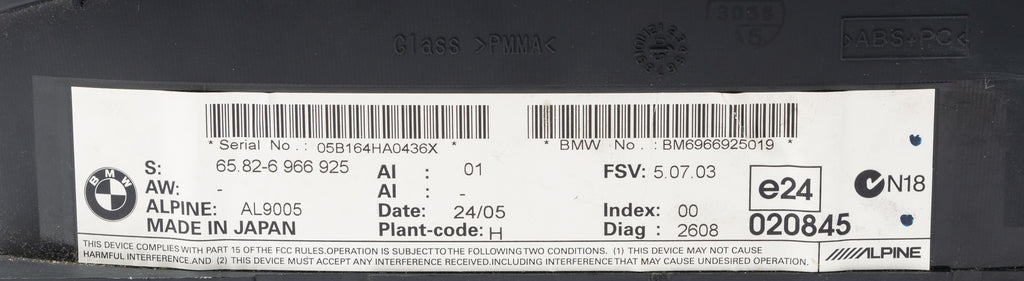 3058
5
Glass >PMMA<
>ABS+PC<
* Serial No.: 05B164HA0436X *
* BMW No.: BM6966925019 *
BMW
S: 65.82-6 966 925
AW: -
ALPINE: AL9005
MADE IN JAPAN
AI : 01
AI : -
Date: 24/05
Plant-code: H
FSV: 5.07.03
Index: 00
Diag : 2608
e24
020845
N18
THIS DEVICE COMPLIES WITH PART 15 OF THE FCC RULES.OPERATION IS SUBJECT TO THE FOLLOWING TWO CONDITIONS. (1) THIS DEVICE MAY NOT CAUSE
HARMFUL INTERFERENCE.AND (2) THIS DEVICE MUST ACCEPT ANY INTERFERENCE RECEIVED.INCLUDING INTERFERENCE THAT MAY CAUSE UNDESIRED OPERATION.
ALPINE